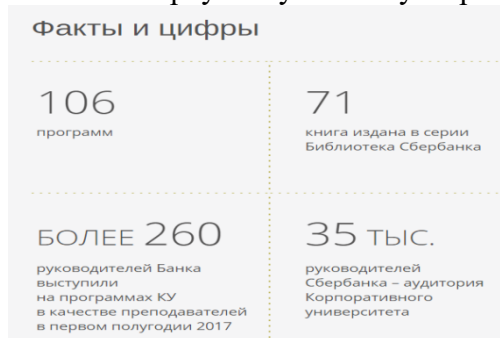 Факты и цифры
106
программ
71
книга издана в серии
Библиотека Сбербанка
БОЛЕЕ 260
руководителей Банка
выступили
на программах КУ
в качестве преподавателей
в первом полугодии 2017
35 ТЫС.
руководителей
Сбербанка – аудитория
Корпоративного
университета